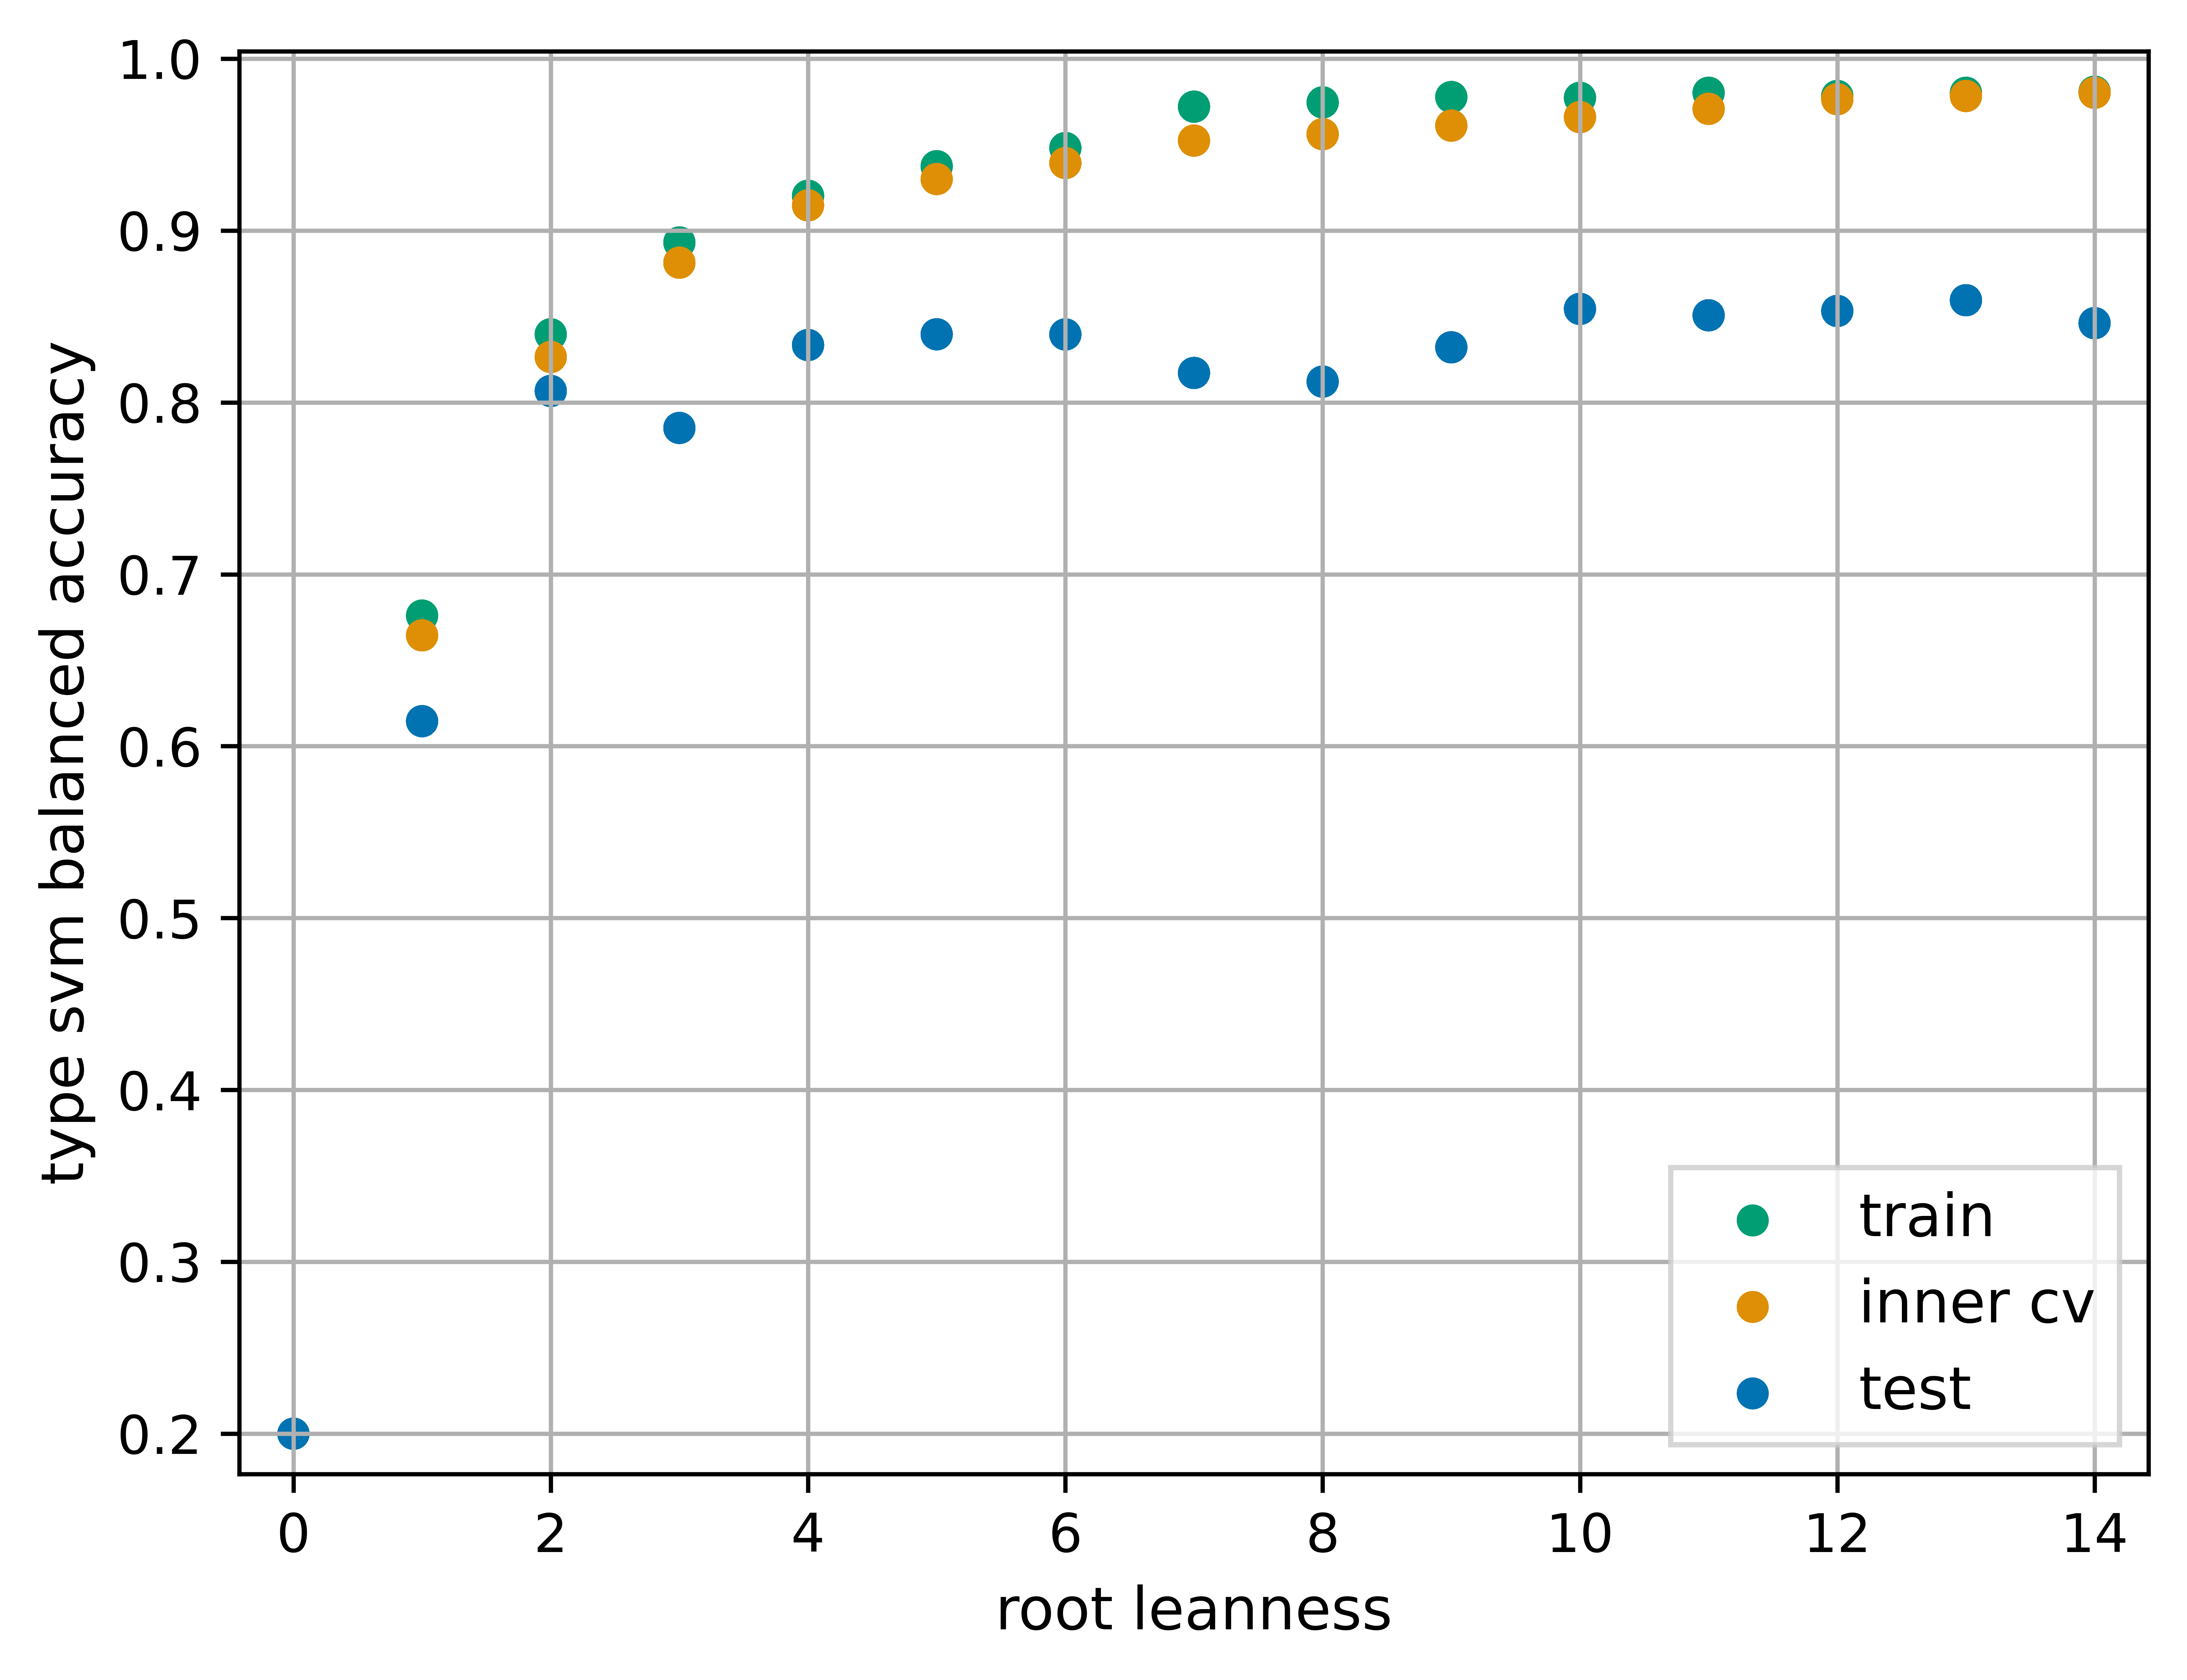 1.0
0.9
0.8
0.7
0.6
0.5
0.4
0.3
0.2
type svm balanced accuracy
train
inner cv
test
0 2 4 6 8 10 12 14
root leanness